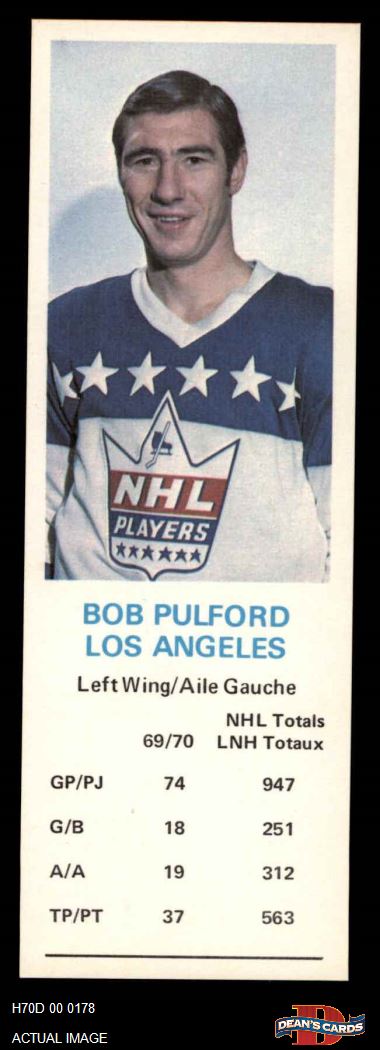 NHL
PLAYERS
BOB PULFORD
LOS ANGELES
Left Wing/Aile Gauche
NHL Totals
69/70 LNH Totaux
GP/PJ 74 947
G/B 18 251
A/A 19 312
TP/PT 37 563
H70D 00 0178
ACTUAL IMAGE
D
DEAN'S CARDS